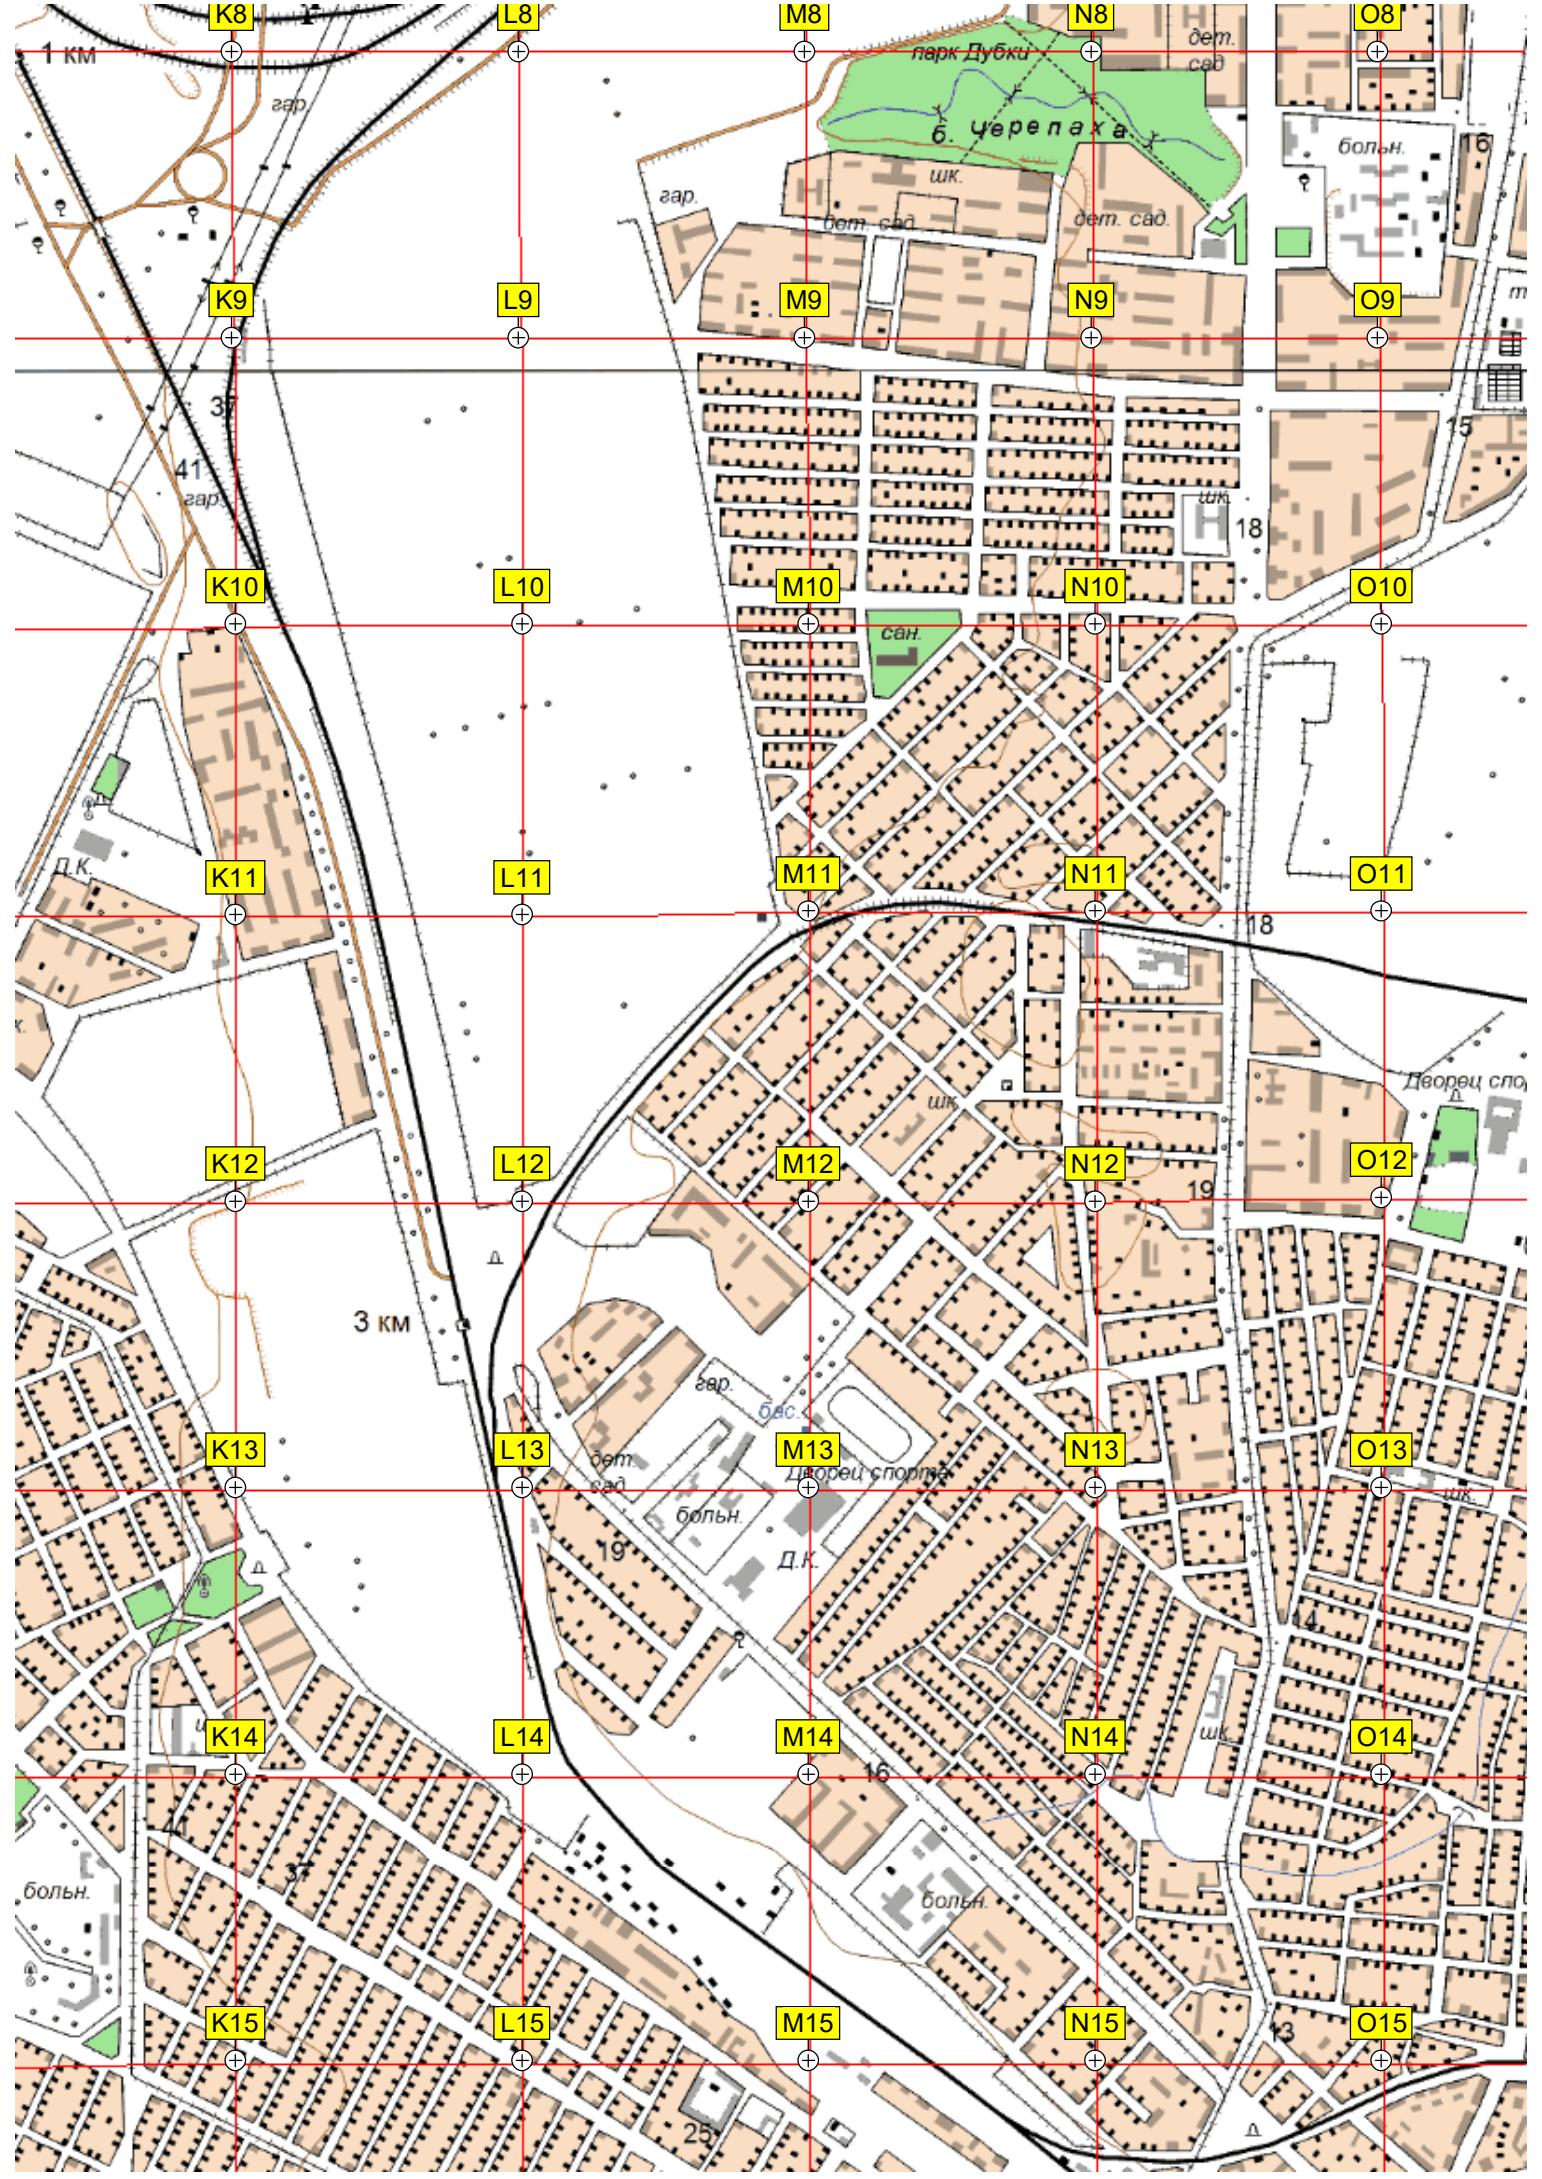 K8 L8 M8 N8 O8
1 км
парк Дубки
дет.
сад
гар.
б. Черепаха
больн.
16
шк.
гар.
дет. сад.
дет. сад.
K9 L9 M9 N9 O9
37
15
41
гар.
шк.
18
K10 L10 M10 N10 O10
сан.
Д.К.
K11 L11 M11 N11 O11
18
Дворец спо
шк.
K12 L12 M12 N12 O12
19
3 км
гар.
бас.
K13 L13 M13 N13 O13
дет.
сад
Дворец спорта
шк.
больн.
19
Д.К.
14
шк.
K14 L14 M14 N14 O14
16
41
37
больн.
больн.
K15 L15 M15 N15 O15
13
25